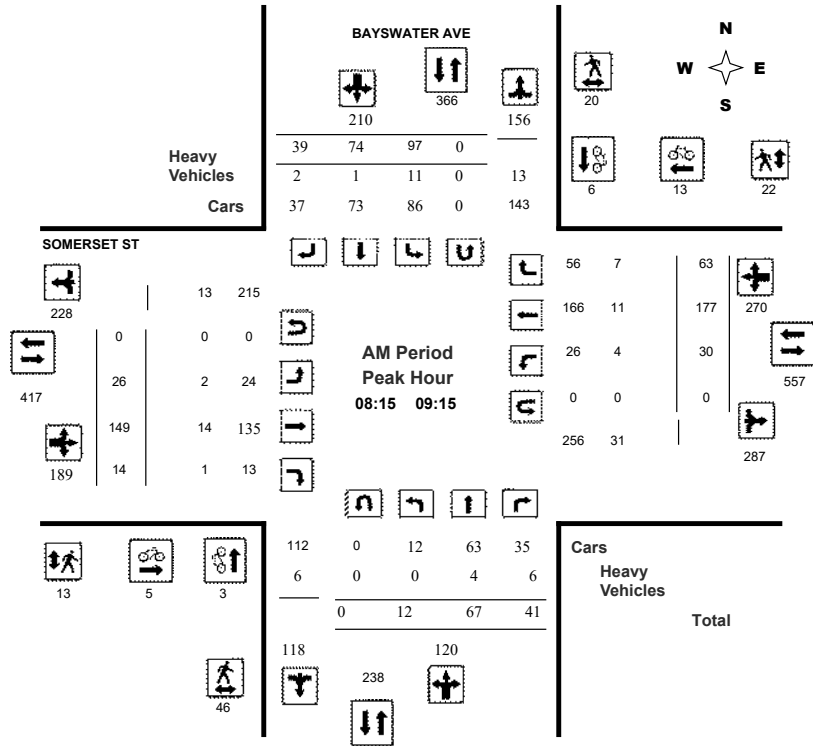 BAYSWATER AVE
N
W E
S
366
20
210 156
39 74 97 0
Heavy
Vehicles
2 1 11 0 13
6 13 22
Cars 37 73 86 0 143
SOMERSET ST
56 7 63
13 215
228
270
166 11 177
0 0 0
AM Period
Peak Hour
08:15 09:15
26 4 30
557
417
26 2 24
0 0 0
149 14 135
256 31
287
189
14 1 13
112 0 12 63 35 Cars
6 0 0 4 6 Heavy
Vehicles
13 5 3
0 12 67 41 Total
118 120
238
46